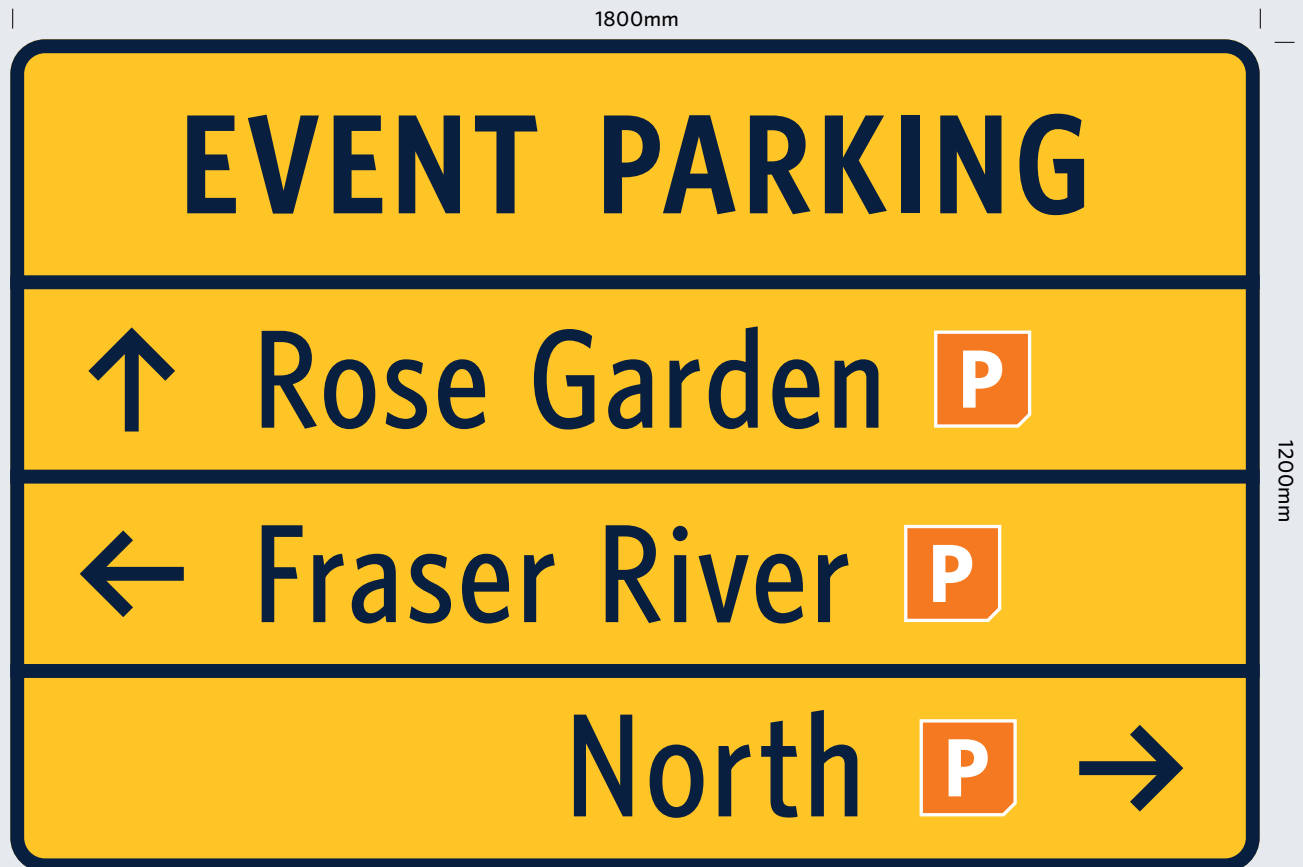 1800mm
EVENT PARKING
Rose Garden P
Fraser River P
North P
1200mm